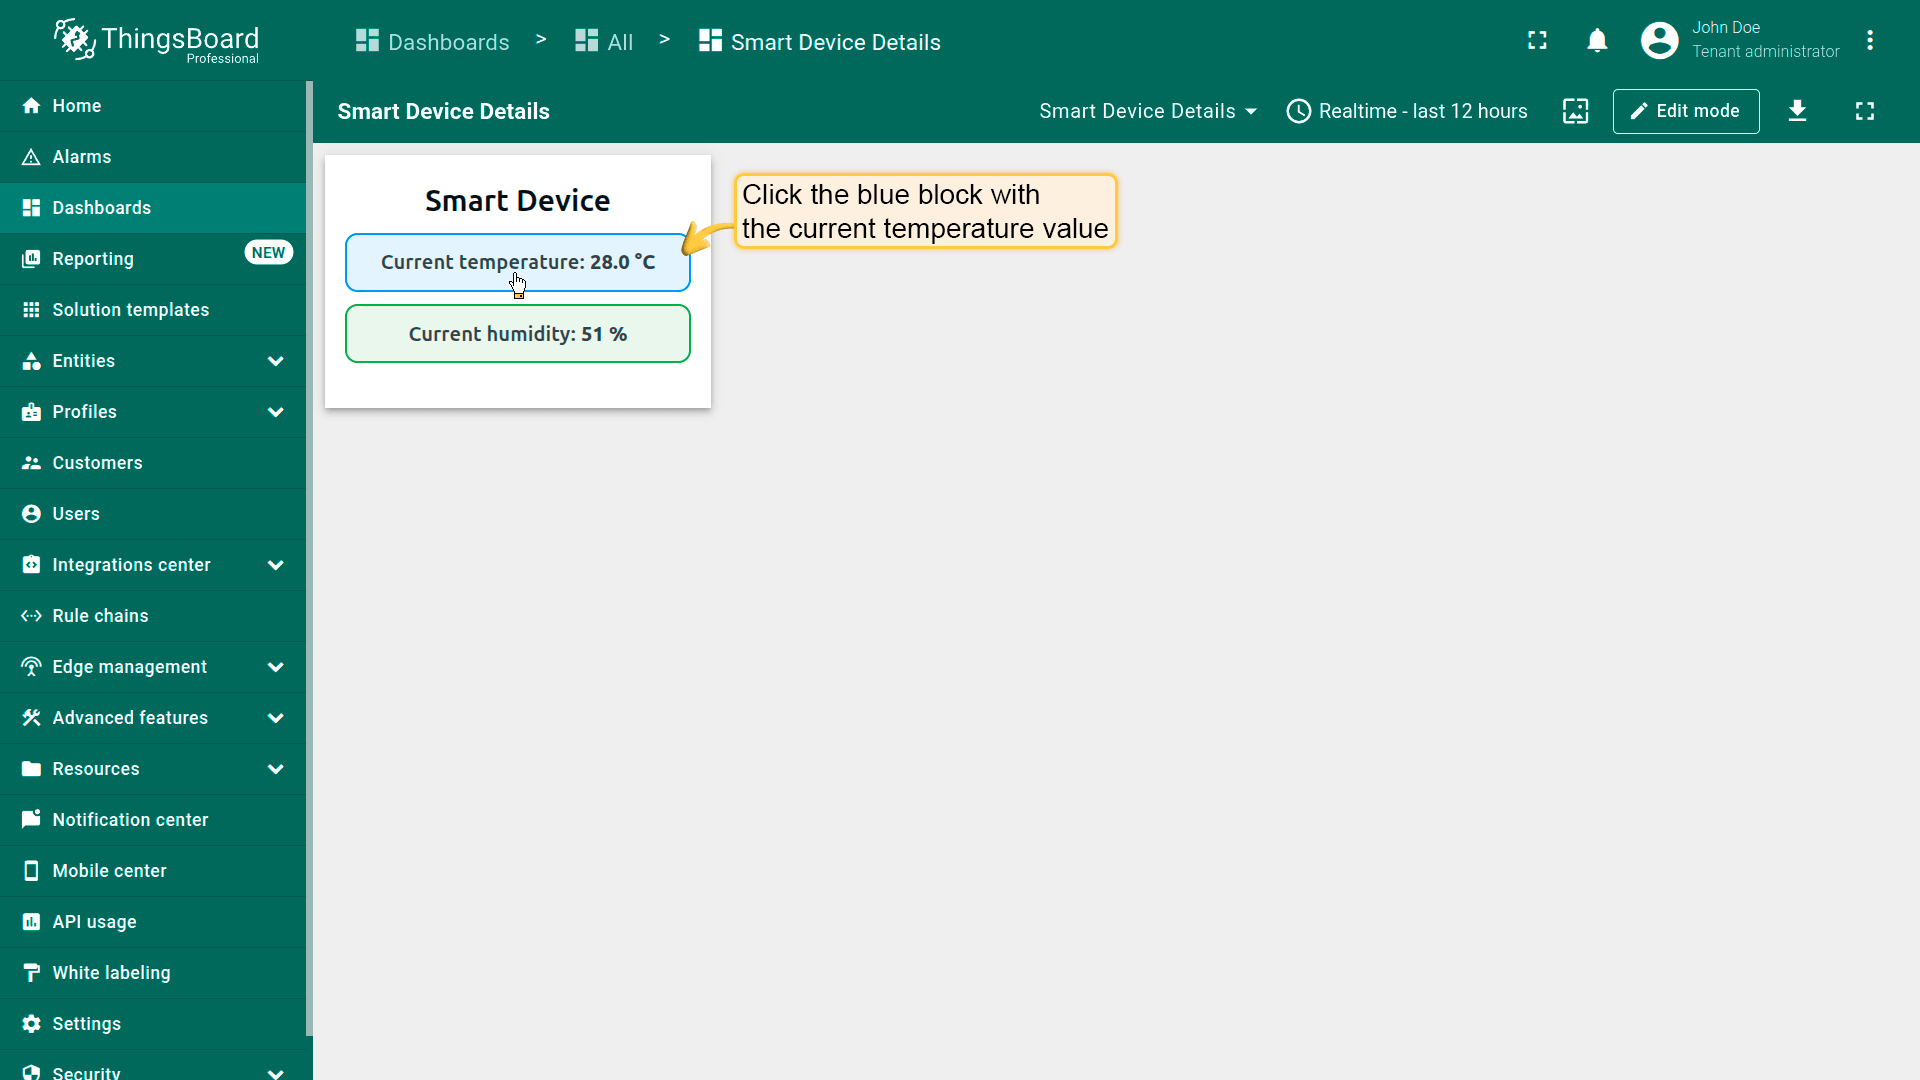 ThingsBoard
Professional
Dashboards > All > Smart Device Details
John Doe
Tenant administrator
Home
Alarms
Dashboards
Reporting NEW
Solution templates
Entities
Profiles
Customers
Users
Integrations center
Rule chains
Edge management
Advanced features
Resources
Notification center
Mobile center
API usage
White labeling
Settings
Security
Smart Device Details
Smart Device Details
Realtime - last 12 hours
Edit mode
Smart Device
Current temperature: 28.0 °C
Current humidity: 51 %
Click the blue block with
the current temperature value